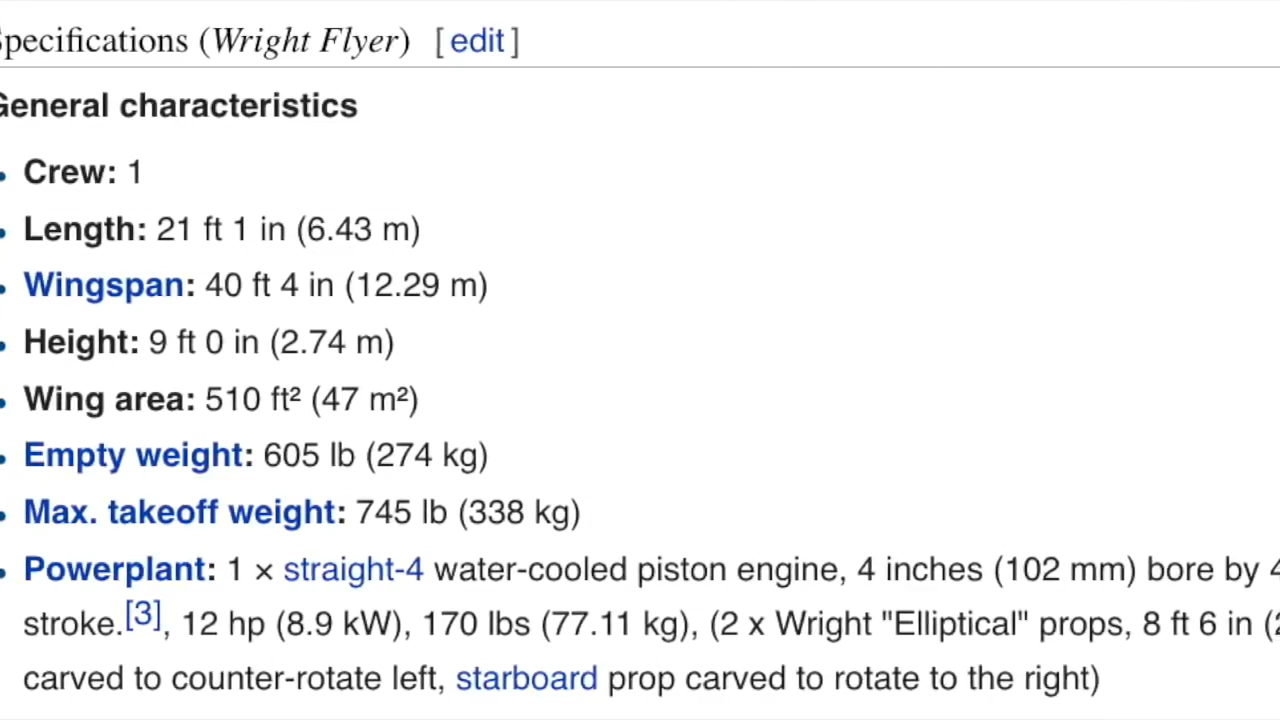 Specifications (Wright Flyer) [edit]
General characteristics
• Crew: 1
• Length: 21 ft 1 in (6.43 m)
• Wingspan: 40 ft 4 in (12.29 m)
• Height: 9 ft 0 in (2.74 m)
• Wing area: 510 ft² (47 m²)
• Empty weight: 605 lb (274 kg)
• Max. takeoff weight: 745 lb (338 kg)
• Powerplant: 1 × straight-4 water-cooled piston engine, 4 inches (102 mm) bore by 4
stroke.[3], 12 hp (8.9 kW), 170 lbs (77.11 kg), (2 x Wright "Elliptical" props, 8 ft 6 in (2
carved to counter-rotate left, starboard prop carved to rotate to the right)